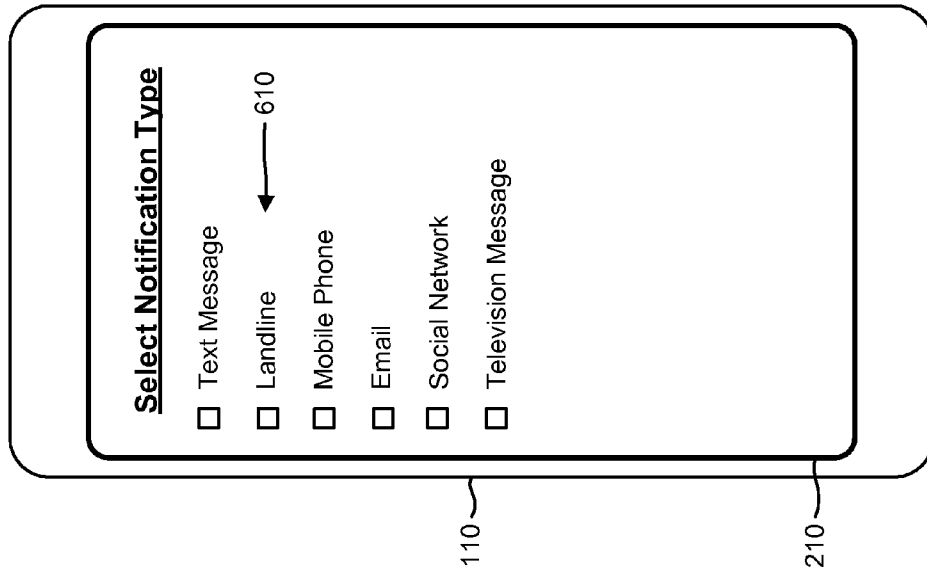 Select Notification Type
Text Message
Landline
610
Mobile Phone
Email
Social Network
Television Message
110
210